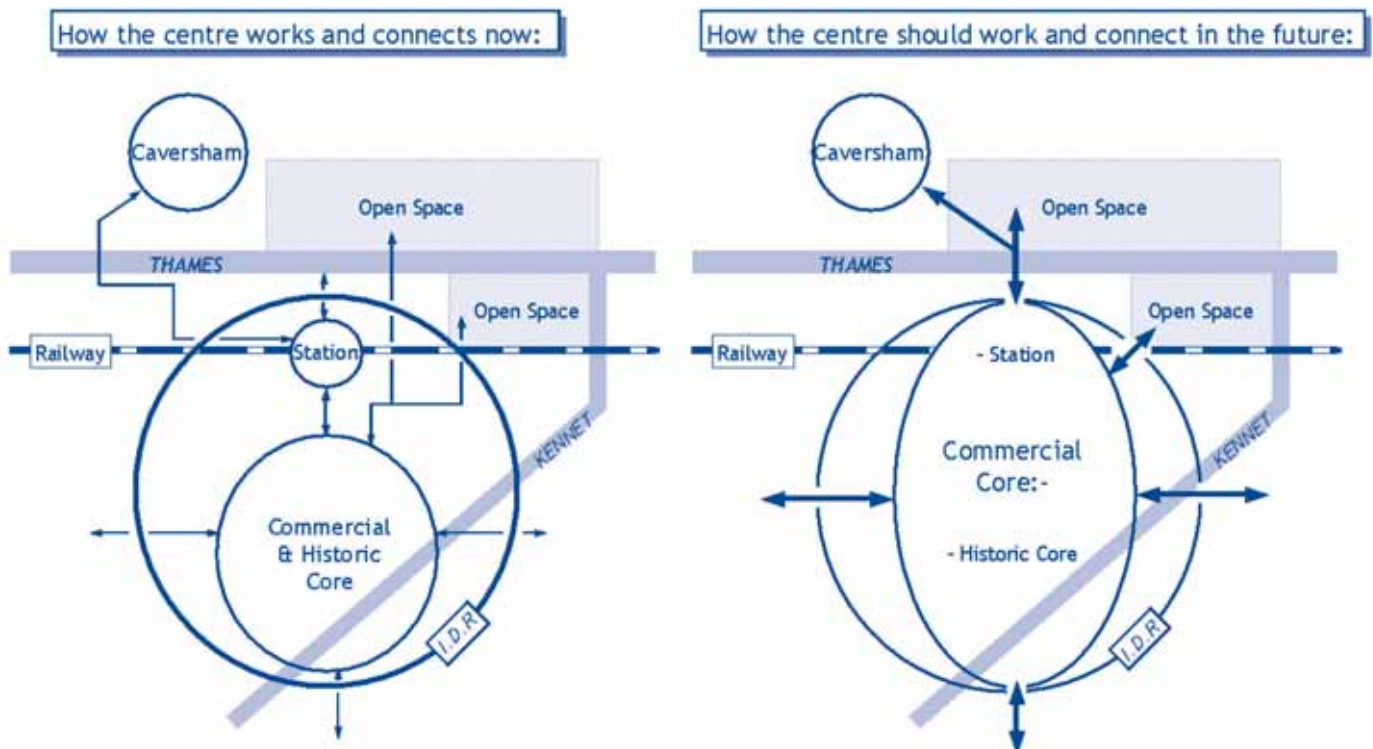 How the centre works and connects now:
Caversham
Open Space
THAMES
Open Space
Railway
Station
KENNET
Commercial
& Historic
Core
I.D.R
How the centre should work and connect in the future:
Caversham
Open Space
THAMES
Open Space
Railway
- Station
KENNET
Commercial
Core:-
- Historic Core
I.D.R